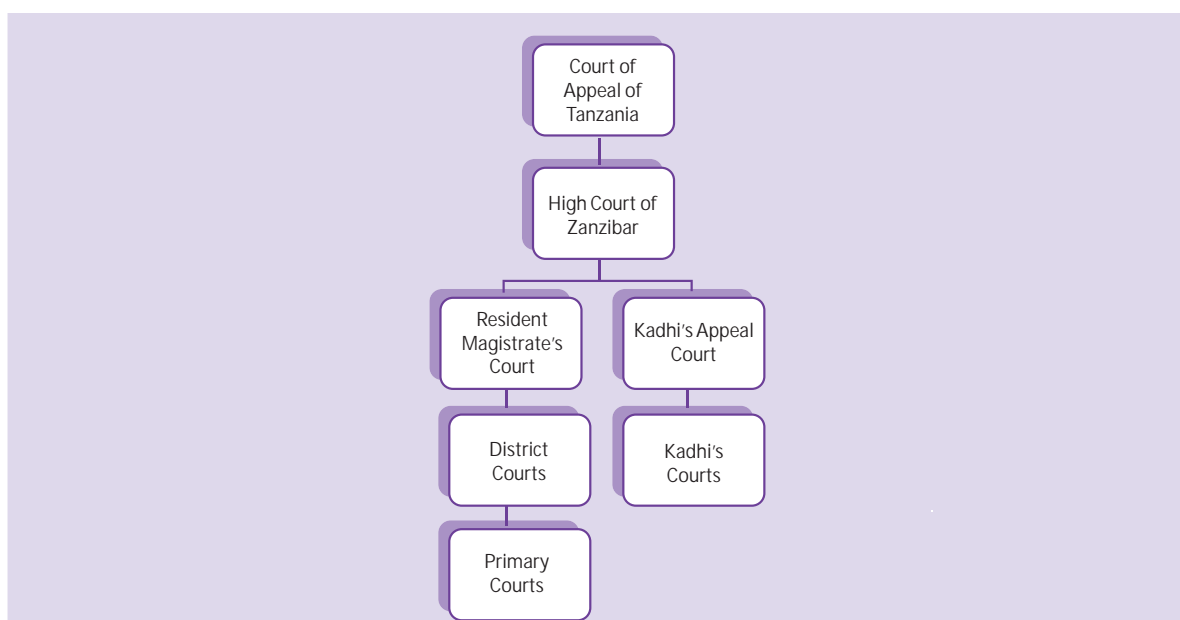 Court of
Appeal of
Tanzania
High Court of
Zanzibar
Resident
Magistrate's
Court
Kadhi's Appeal
Court
District
Courts
Kadhi's
Courts
Primary
Courts